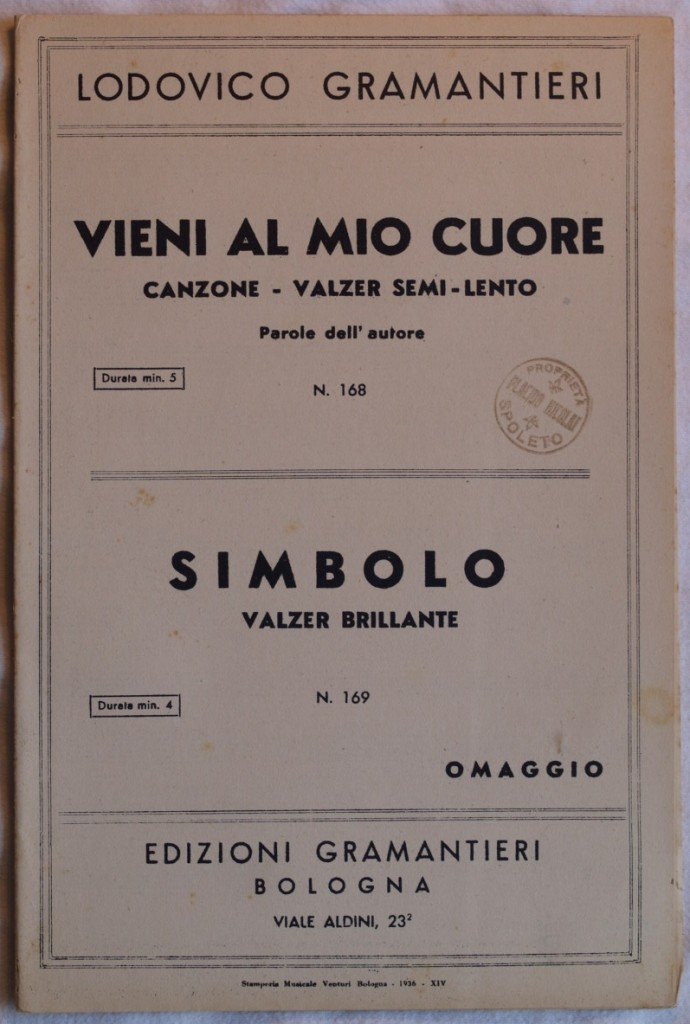 LODOVICO GRAMANTIERI
VIENI AL MIO CUORE
CANZONE - VALZER SEMI-LENTO
Parole dell'autore
Durata min. 5
N. 168
PROPRIETÀ
PLACIDO NICOLAI
SPOLETO
SIMBOLO
VALZER BRILLANTE
N. 169
Durata min. 4
OMAGGIO
EDIZIONI GRAMANTIERI
BOLOGNA
VIALE ALDINI, 23²
Stamperia Musicale Venturi Bologna - 1936 - XIV